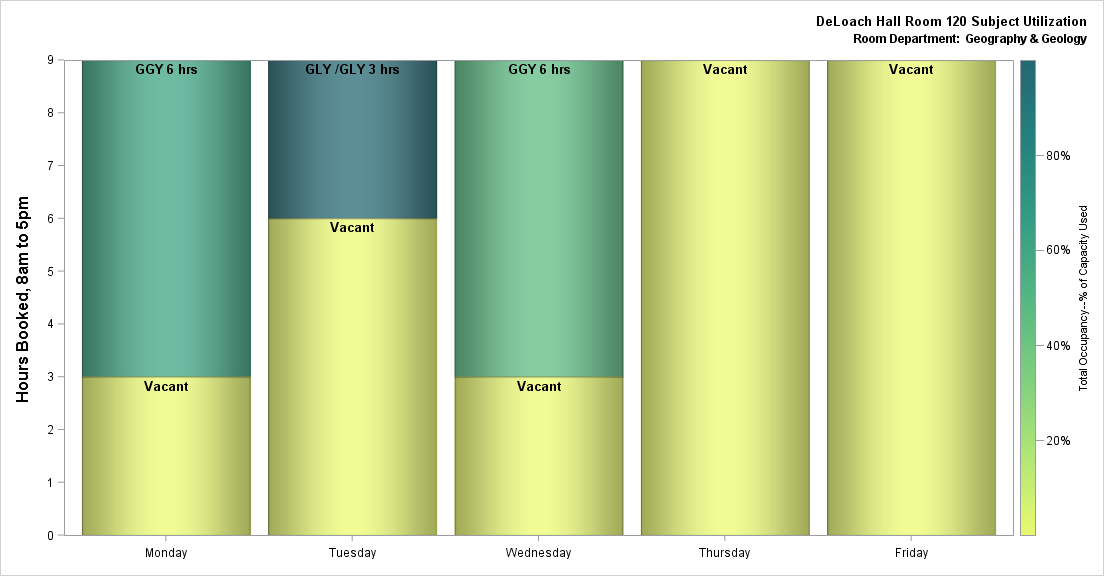 DeLoach Hall Room 120 Subject Utilization
Room Department: Geography & Geology
Hours Booked, 8am to 5pm
9
8
7
6
5
4
3
2
1
0
GGY 6 hrs
Vacant
GLY /GLY 3 hrs
Vacant
GGY 6 hrs
Vacant
Vacant
Vacant
Monday
Tuesday
Wednesday
Thursday
Friday
80%
60%
40%
20%
Total Occupancy--% of Capacity Used